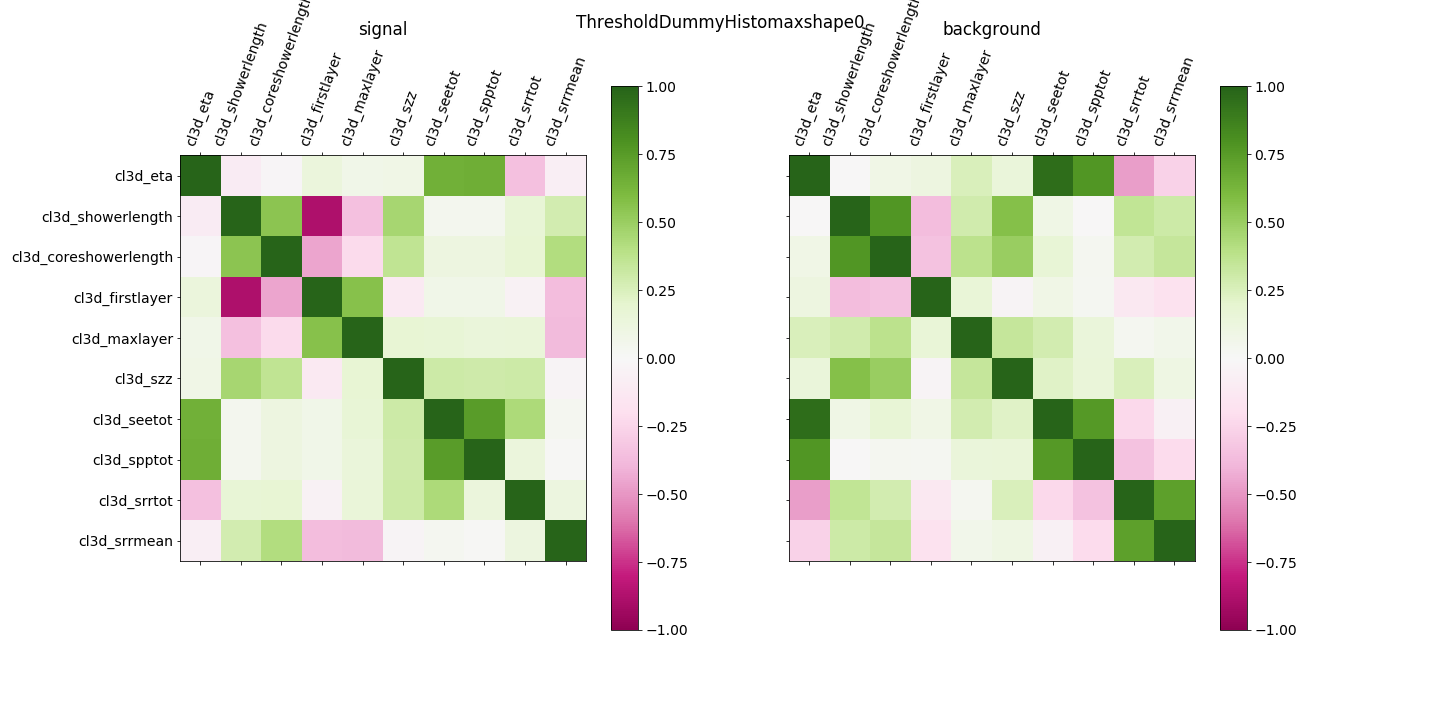 ThresholdDummyHistomaxshape0
signal
cl3d_eta
cl3d_showerlength
cl3d_coreshowerlength
cl3d_firstlayer
cl3d_maxlayer
cl3d_szz
cl3d_seetot
cl3d_spptot
cl3d_srrtot
cl3d_srrmean
cl3d_eta
cl3d_showerlength
cl3d_coreshowerlength
cl3d_firstlayer
cl3d_maxlayer
cl3d_szz
cl3d_seetot
cl3d_spptot
cl3d_srrtot
cl3d_srrmean
1.00
0.75
0.50
0.25
0.00
−0.25
−0.50
−0.75
−1.00
background
cl3d_eta
cl3d_showerlength
cl3d_coreshowerlength
cl3d_firstlayer
cl3d_maxlayer
cl3d_szz
cl3d_seetot
cl3d_spptot
cl3d_srrtot
cl3d_srrmean
1.00
0.75
0.50
0.25
0.00
−0.25
−0.50
−0.75
−1.00